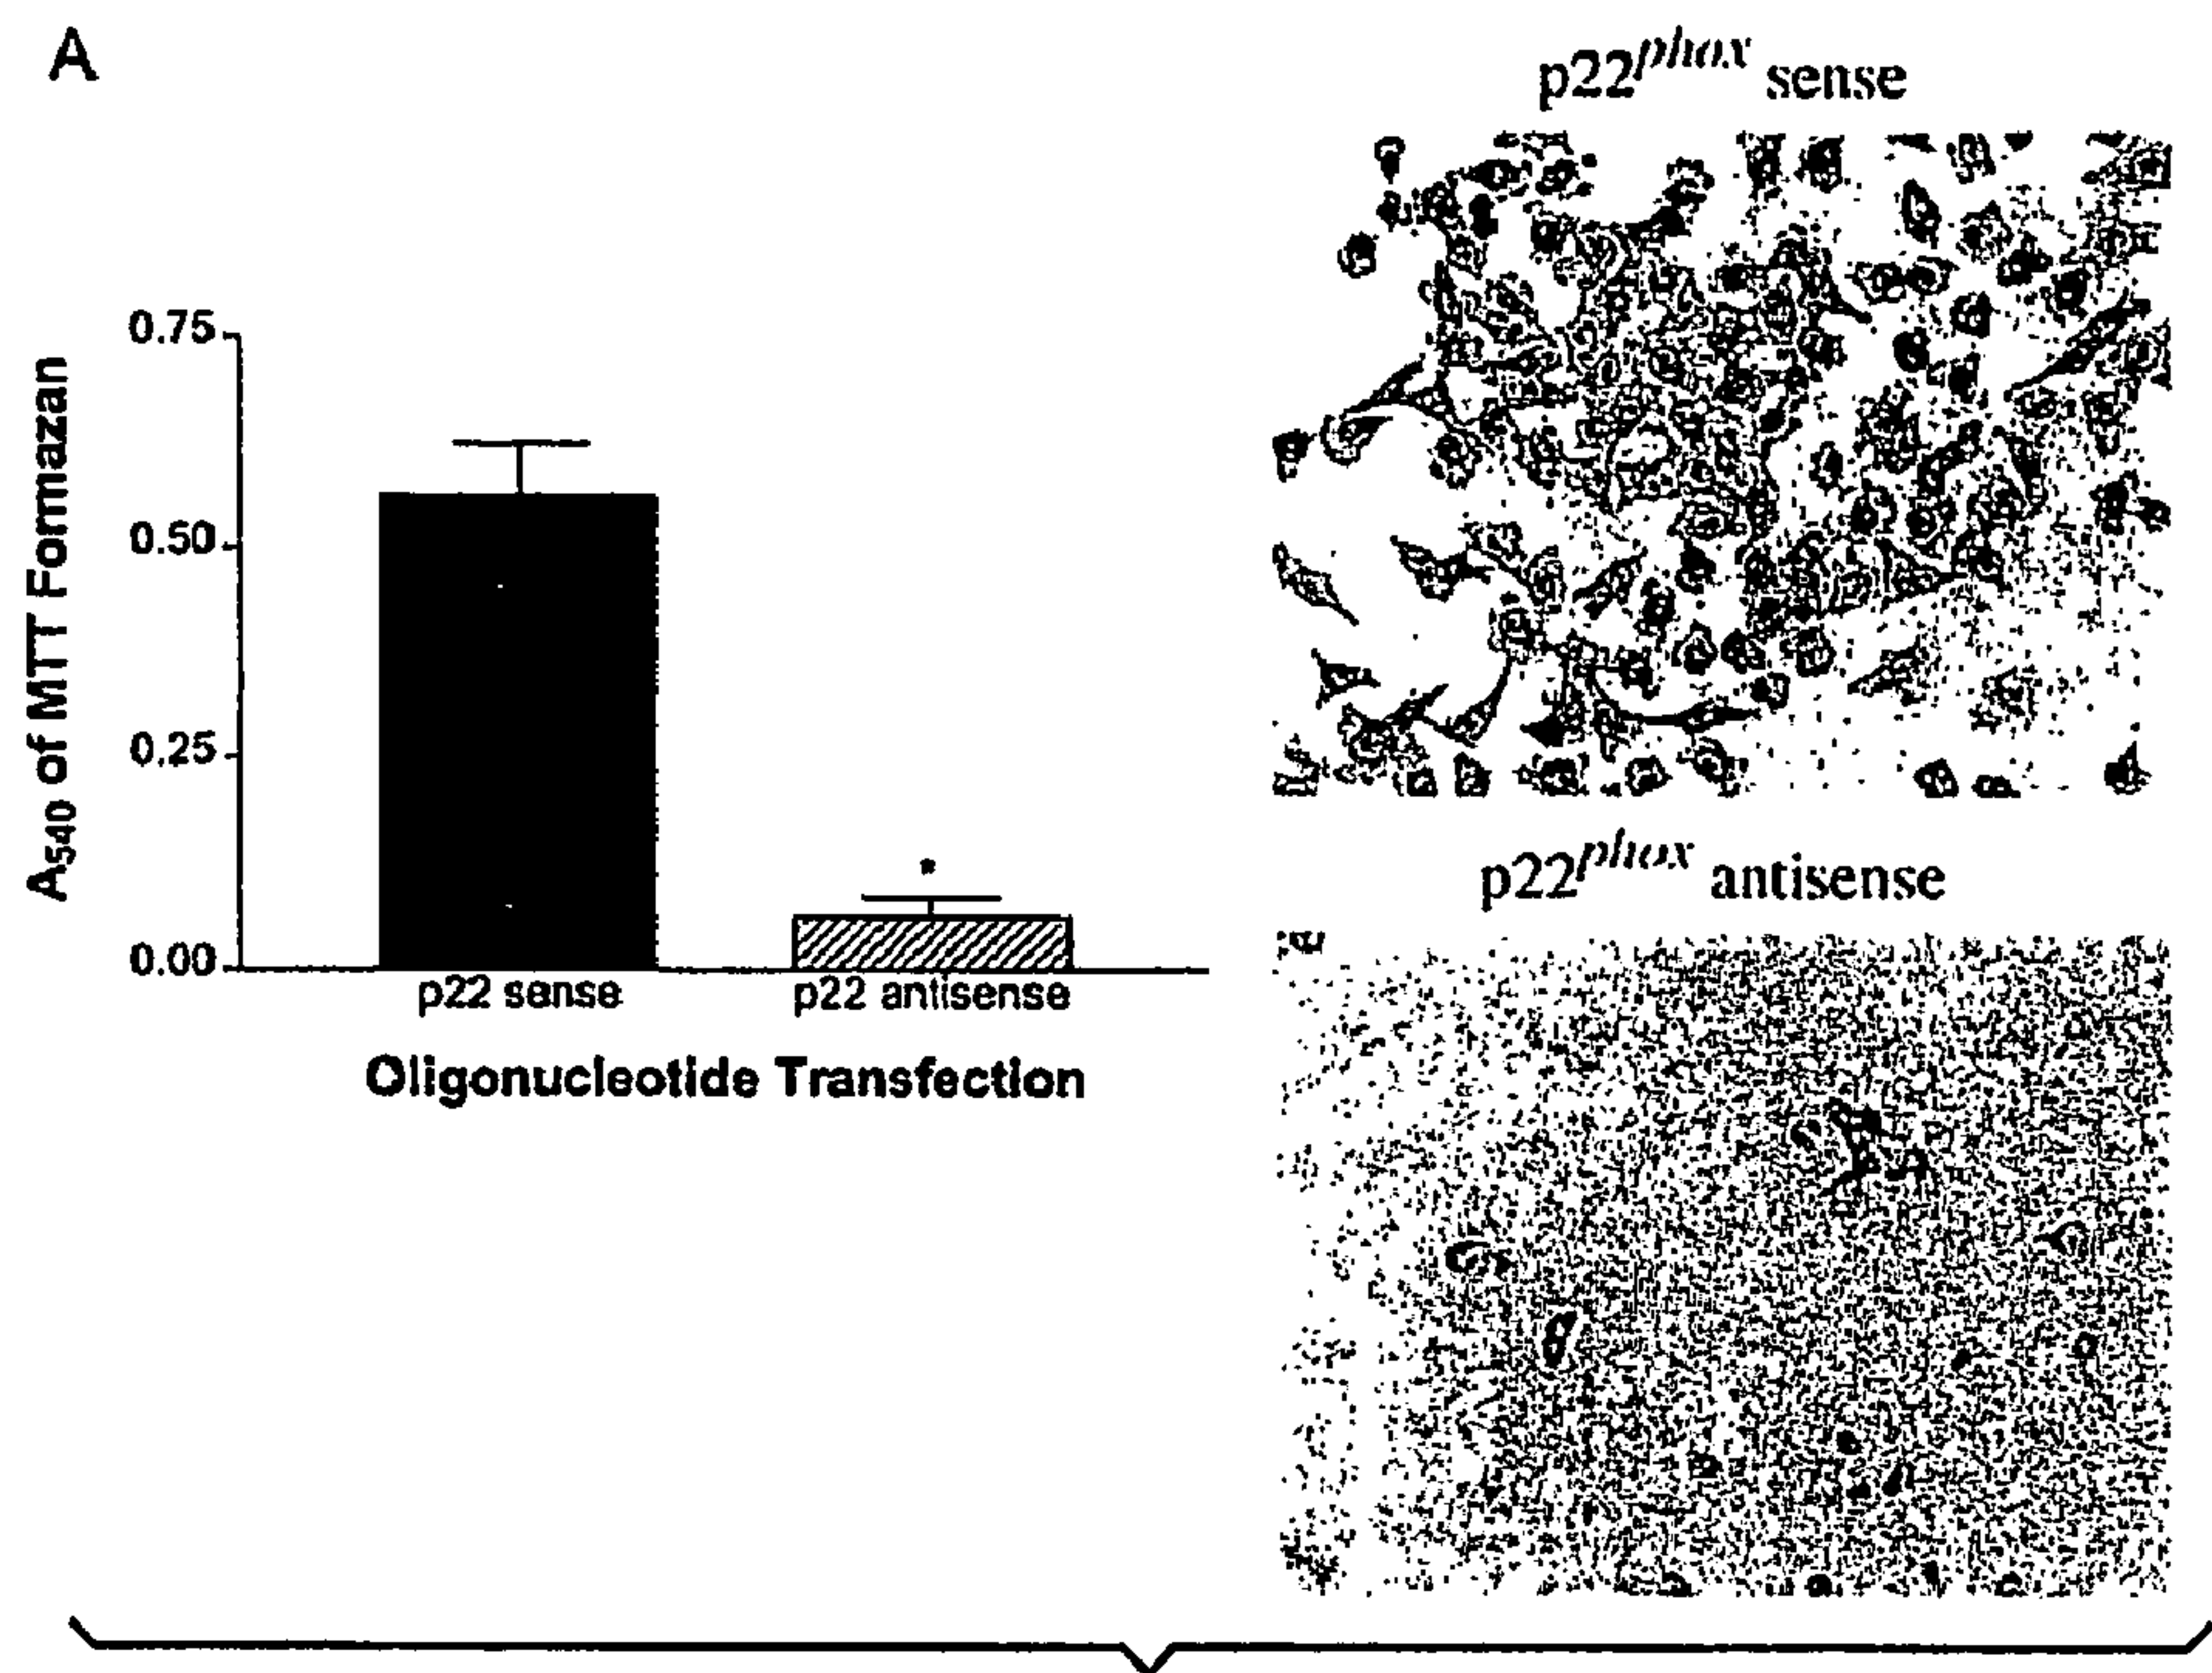 A
p22phox sense
0.75
0.50
0.25
0.00
A540 of MTT Formazan
*
p22 sense
p22 antisense
Oligonucleotide Transfection
p22phox antisense